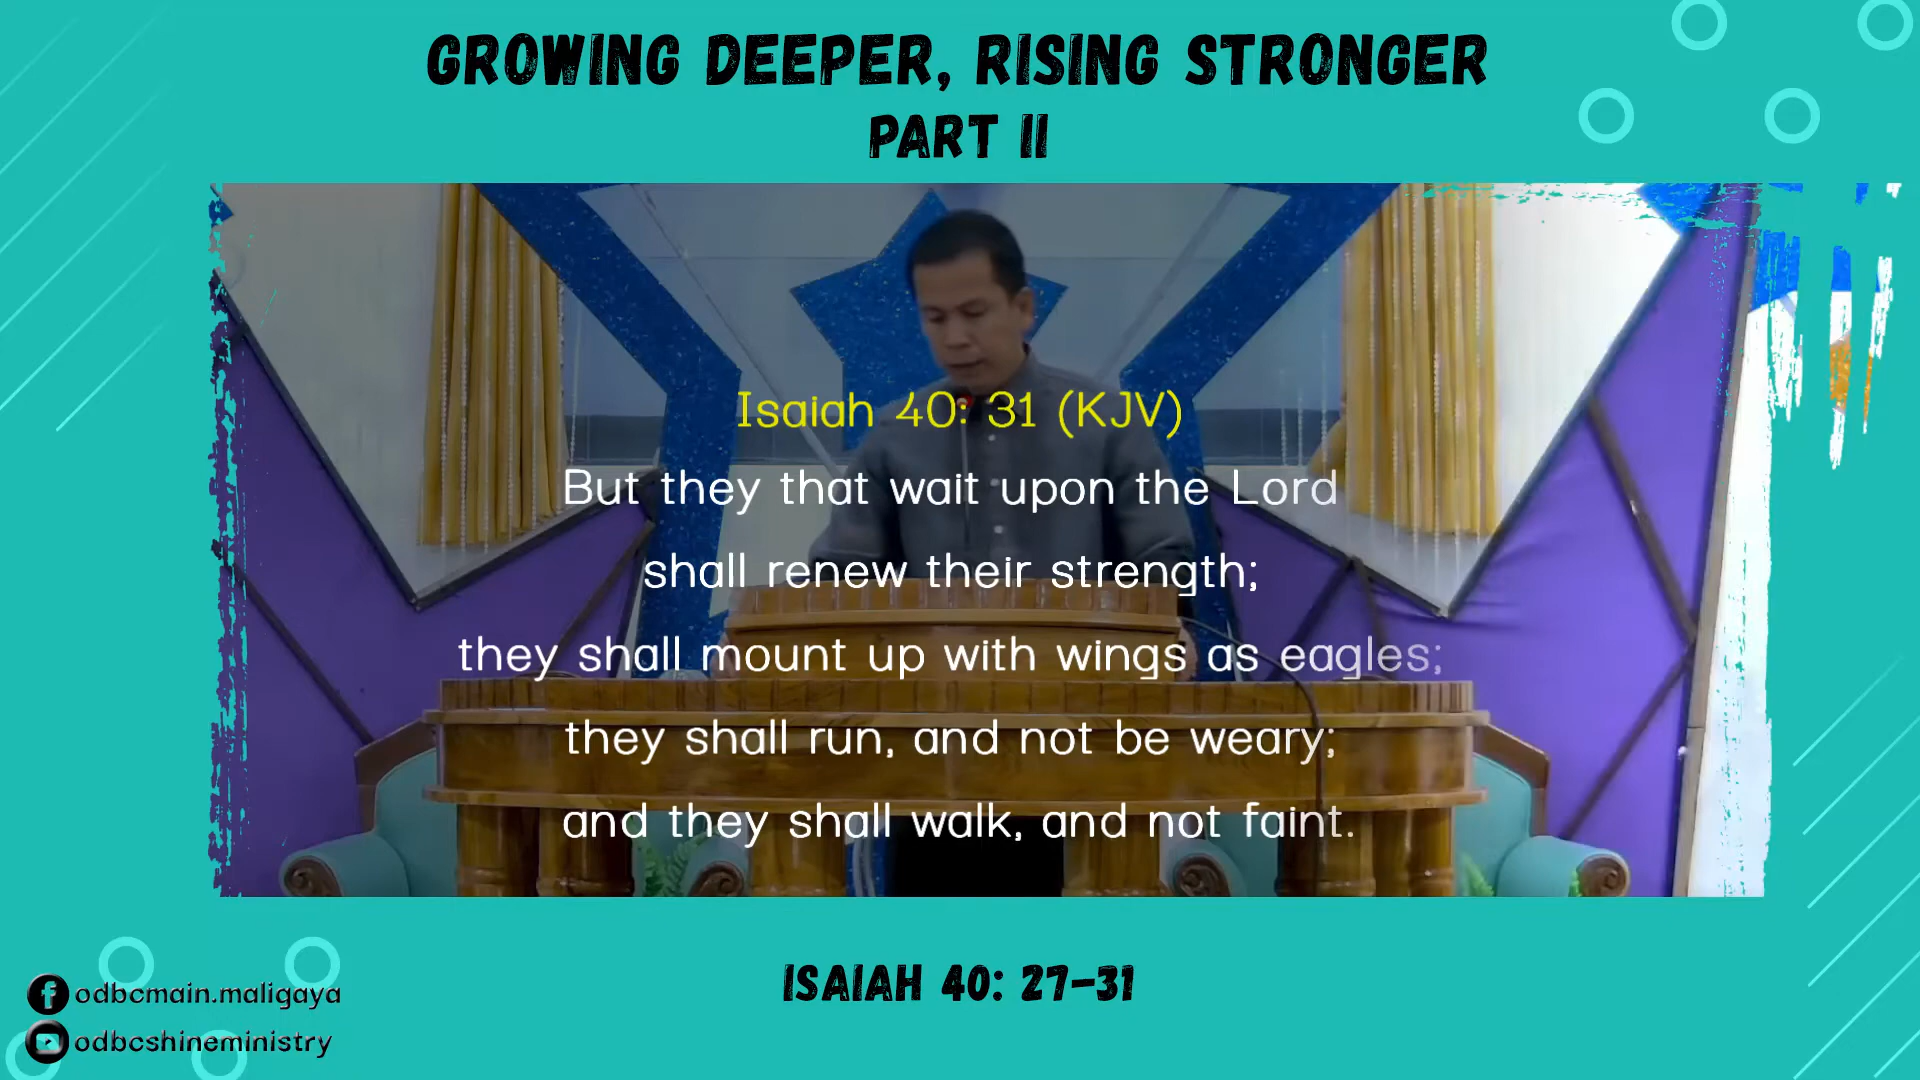 GROWING DEEPER, RISING STRONGER
PART II
Isaiah 40: 31 (KJV)
But they that wait upon the Lord
shall renew their strength;
they shall mount up with wings as eagles;
they shall run, and not be weary;
and they shall walk, and not faint.
ISAIAH 40: 27-31
odbcmain.maligaya
odbcshineministry